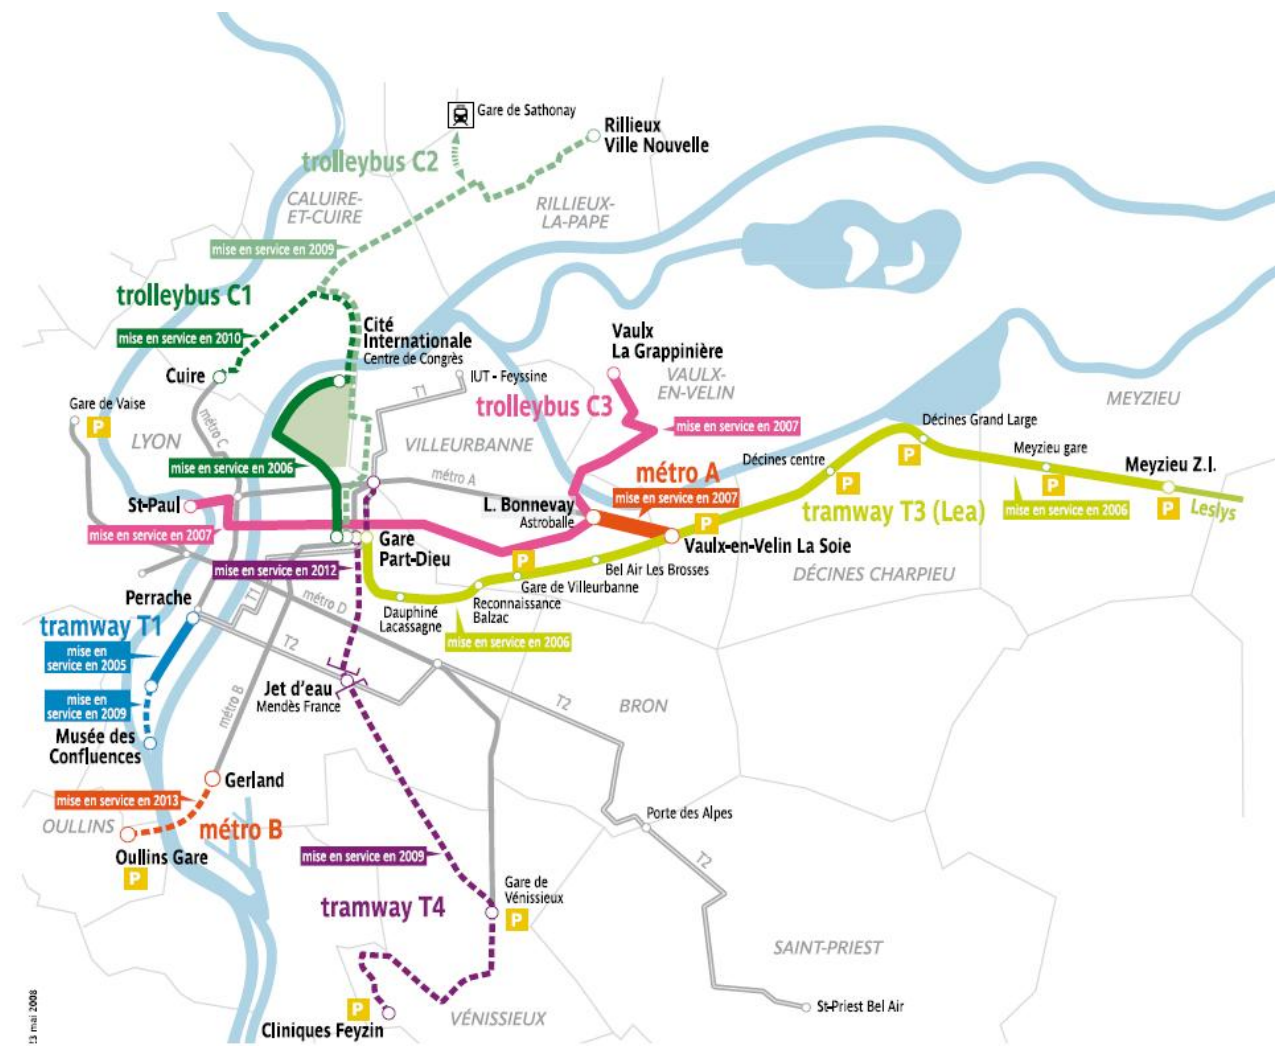 Gare de Sathonay
Rillieux
Ville Nouvelle
trolleybus C2
CALUIRE-
ET-CUIRE
RILLIEUX-
LA-PAPE
mise en service en 2009
trolleybus C1
mise en service en 2010
Cité
Internationale
Centre de Congrès
Vaulx
La Grappinière
Cuire
IUT - Feyssine
T1
VAULX-
EN-VELIN
MEYZIEU
Gare de Vaise
P
métro C
trolleybus C3
mise en service en 2007
Décines Grand Large
LYON
VILLEURBANNE
Meyzieu gare
P
Décines centre
Meyzieu Z.I.
mise en service en 2006
métro A
métro A
mise en service en 2007
P
P
St-Paul
L. Bonnevay
Astroballe
tramway T3 (Lea)
mise en service en 2006
P
Leslys
P
mise en service en 2007
Gare
Part-Dieu
Vaulx-en-Velin La Soie
P
mise en service en 2012
Bel Air Les Brosses
DÉCINES CHARPIEU
Gare de Villeurbanne
Perrache
T1
métro D
Dauphiné
Lacassagne
Reconnaissance
Balzac
tramway T1
mise en service en 2006
T2
mise en
service en 2005
mise en
service en 2009
Jet d'eau
Mendès France
métro B
T2
BRON
Musée des
Confluences
Gerland
mise en service en 2013
OULLINS
métro B
Porte des Alpes
Oullins Gare
P
mise en service en 2009
T2
Gare de
Vénissieux
P
tramway T4
SAINT-PRIEST
P
St-Priest Bel Air
Cliniques Feyzin
VÉNISSIEUX
mai 2008